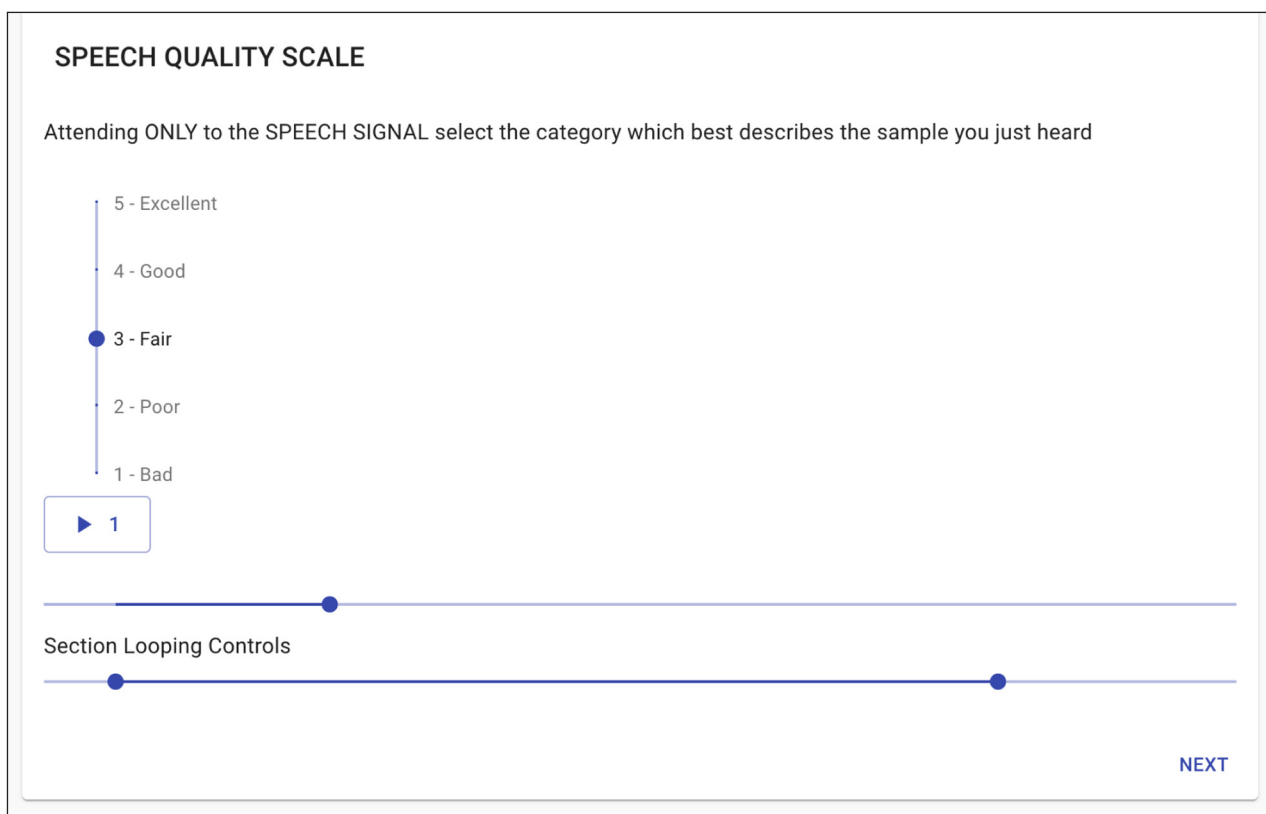 SPEECH QUALITY SCALE
Attending ONLY to the SPEECH SIGNAL select the category which best describes the sample you just heard
5 - Excellent
4 - Good
3 - Fair
2 - Poor
1 - Bad
1
Section Looping Controls
NEXT